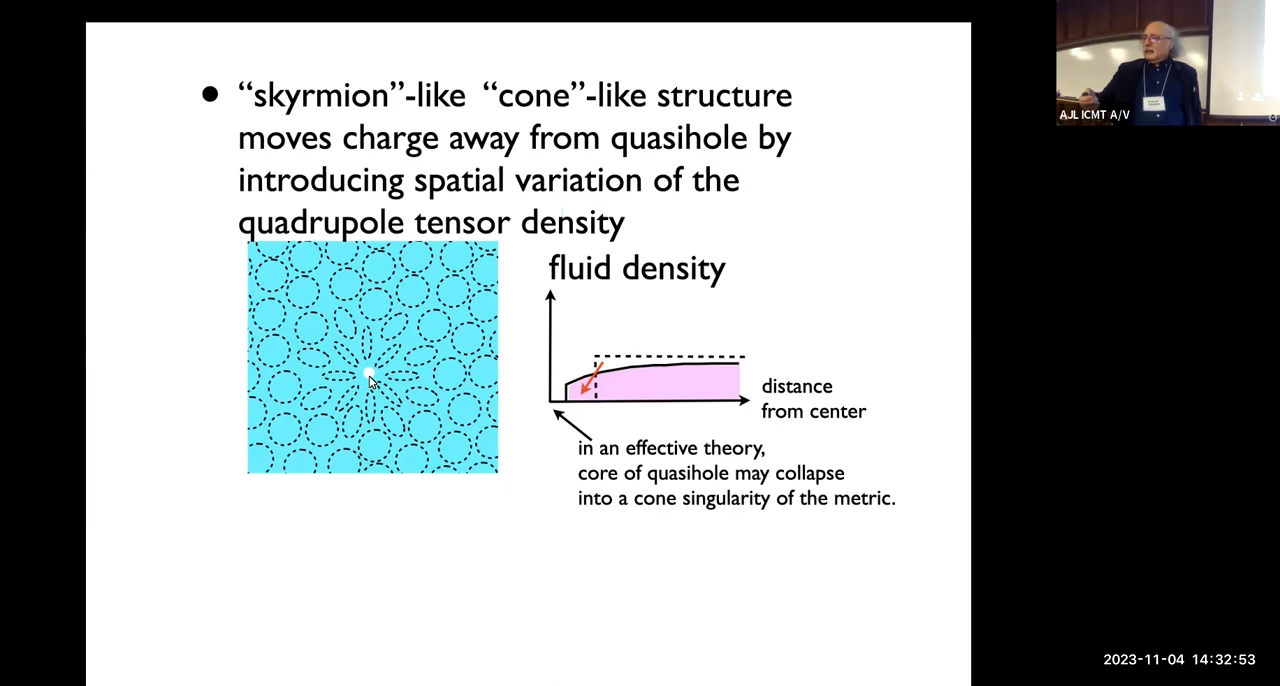 “skyrmion”-like “cone”-like structure
moves charge away from quasihole by
introducing spatial variation of the
quadrupole tensor density
fluid density
distance
from center
in an effective theory,
core of quasihole may collapse
into a cone singularity of the metric.
AJL ICMT A/V
2023-11-04 14:32:53